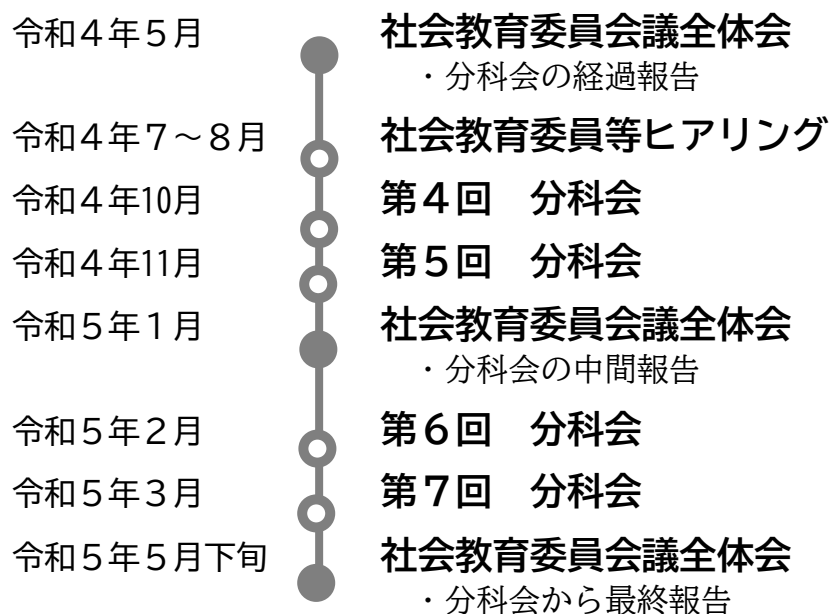 令和４年５月　社会教育委員会議全体会
・分科会の経過報告
令和４年７～８月　社会教育委員等ヒアリング
令和４年10月　第４回　分科会
令和４年11月　第５回　分科会
令和５年１月　社会教育委員会議全体会
・分科会の中間報告
令和５年２月　第６回　分科会
令和５年３月　第７回　分科会
令和５年５月下旬　社会教育委員会議全体会
・分科会から最終報告